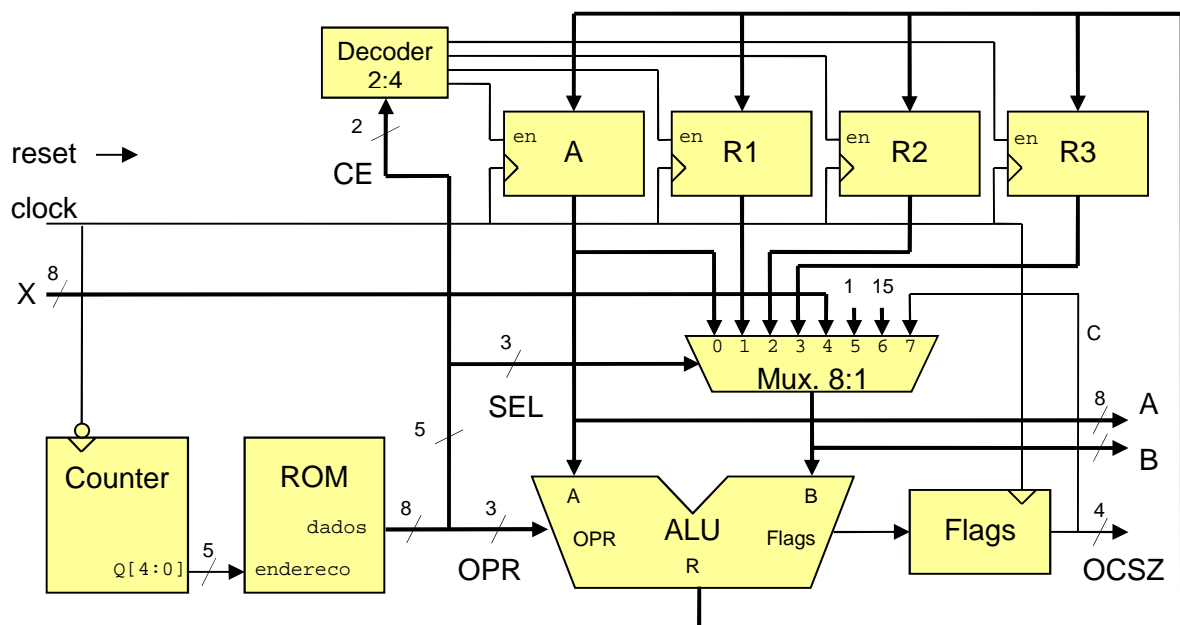 Decoder
2:4
2
CE
reset
en
A
en
R1
en
R2
en
R3
clock
8
X
1
15
0
1
2
3
4
5
6
7
C
3
SEL
Mux. 8:1
8
A
B
5
Counter
Q[4:0]
5
ROM
dados
endereco
8
3
OPR
A
B
OPR
ALU
Flags
R
Flags
4
OCSZ